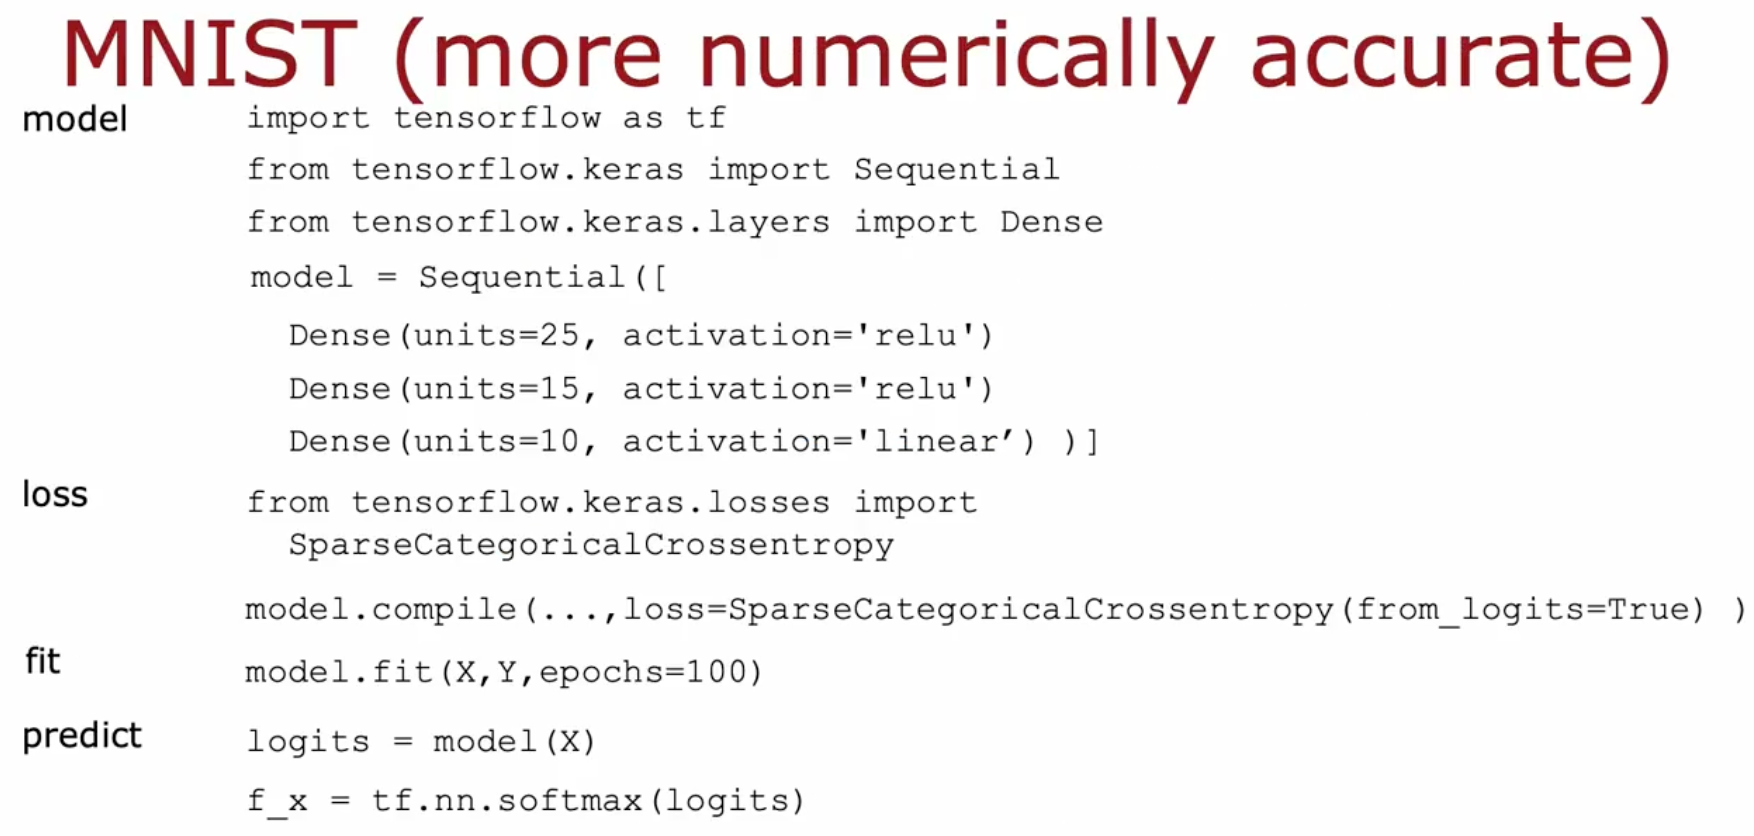 MNIST (more numerically accurate)
model
import tensorflow as tf
from tensorflow.keras import Sequential
from tensorflow.keras.layers import Dense
model = Sequential([
Dense(units=25, activation='relu')
Dense(units=15, activation='relu')
Dense(units=10, activation='linear’) )]
loss
from tensorflow.keras.losses import
SparseCategoricalCrossentropy
model.compile(...,loss=SparseCategoricalCrossentropy(from_logits=True) )
fit
model.fit(X,Y,epochs=100)
predict
logits = model(X)
f_x = tf.nn.softmax(logits)